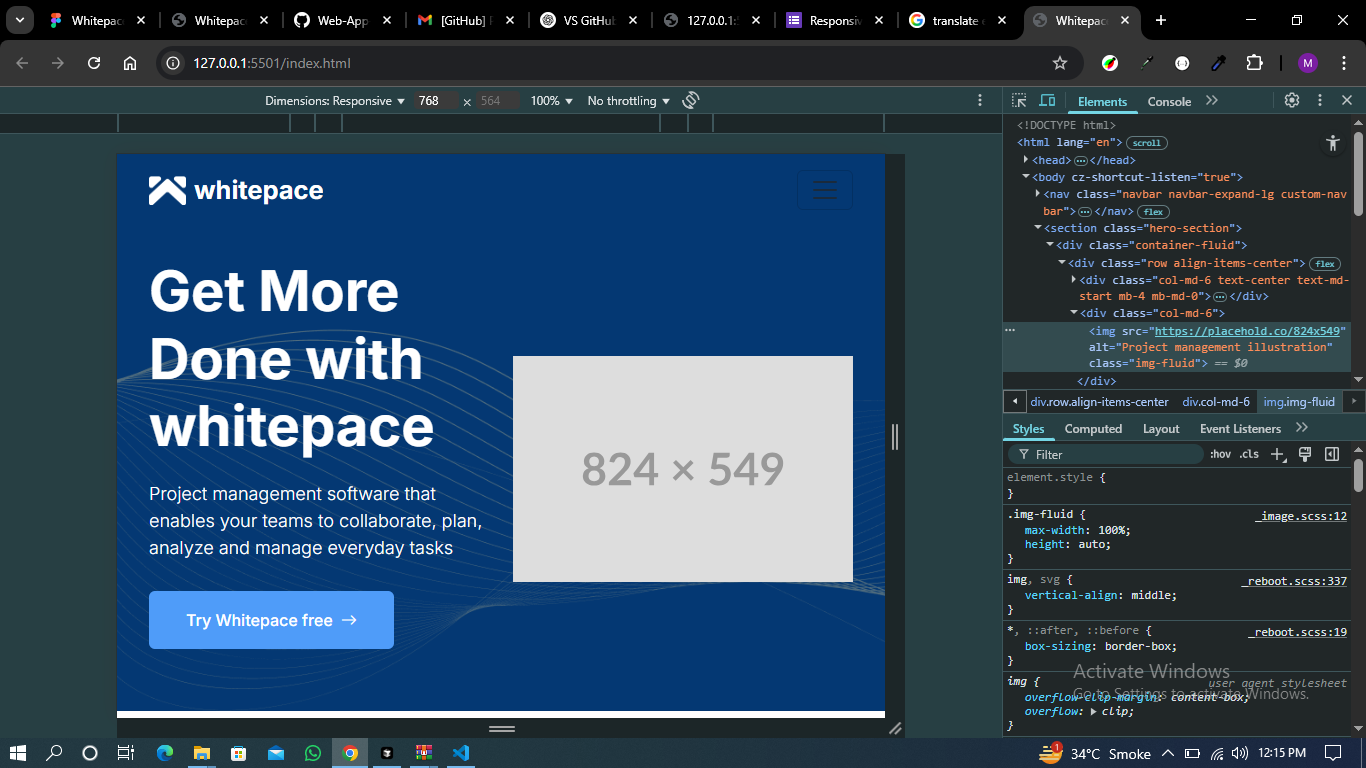 Whitepac
Whitepac
Web-App
[GitHub] P
VS GitHub
127.0.0.1:5
Responsiv
translate e
Whitepac
127.0.0.1:5501/index.html
M
Dimensions: Responsive
768 × 564
100%
No throttling
Elements
Console
<!DOCTYPE html>
<html lang="en"> scroll
<head> ⋯ </head>
<body cz-shortcut-listen="true">
<nav class="navbar navbar-expand-lg custom-nav
bar"> ⋯ </nav> flex
<section class="hero-section">
<div class="container-fluid">
<div class="row align-items-center"> flex
<div class="col-md-6 text-center text-md-
start mb-4 mb-md-0"> ⋯ </div>
<div class="col-md-6">
<img src="https://placehold.co/824x549"
alt="Project management illustration"
class="img-fluid"> == $0
</div>
div.row.align-items-center
div.col-md-6
img.img-fluid
Styles
Computed
Layout
Event Listeners
Filter
:hov
.cls
element.style {
}
.img-fluid {
_image.scss:12
max-width: 100%;
height: auto;
}
img, svg {
_reboot.scss:337
vertical-align: middle;
}
*, ::after, ::before {
_reboot.scss:19
box-sizing: border-box;
}
img {
user agent stylesheet
overflow-clip-margin: content-box;
overflow: clip;
}
Activate Windows
Go to Settings to activate Windows.
whitepace
Get More
Done with
whitepace
Project management software that
enables your teams to collaborate, plan,
analyze and manage everyday tasks
Try Whitepace free →
824 × 549
1
34°C Smoke
12:15 PM